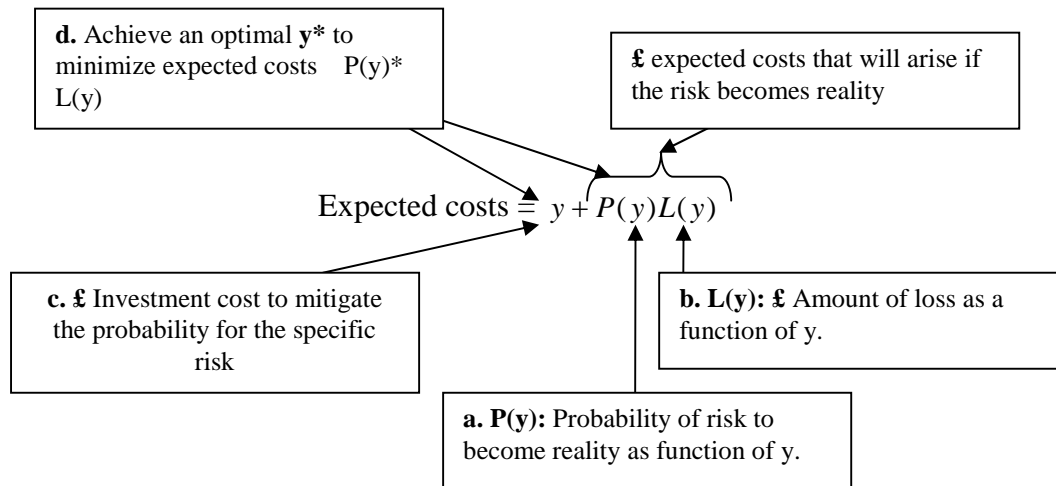 d. Achieve an optimal y* to
minimize expected costs P(y)*
L(y)
£ expected costs that will arise if
the risk becomes reality
Expected costs = y + P(y)L(y)
c. £ Investment cost to mitigate
the probability for the specific
risk
b. L(y): £ Amount of loss as a
function of y.
a. P(y): Probability of risk to
become reality as function of y.